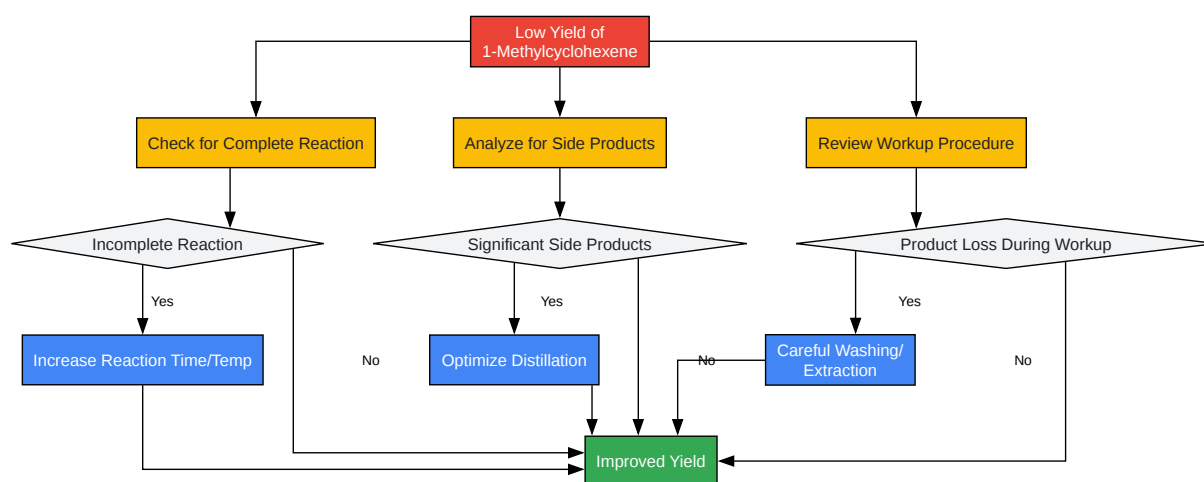 Low Yield of
1-Methylcyclohexene
Check for Complete Reaction
Analyze for Side Products
Review Workup Procedure
Incomplete Reaction
Significant Side Products
Product Loss During Workup
Yes
Yes
Yes
Increase Reaction Time/Temp
No
Optimize Distillation
No
Careful Washing/
Extraction
No
Improved Yield